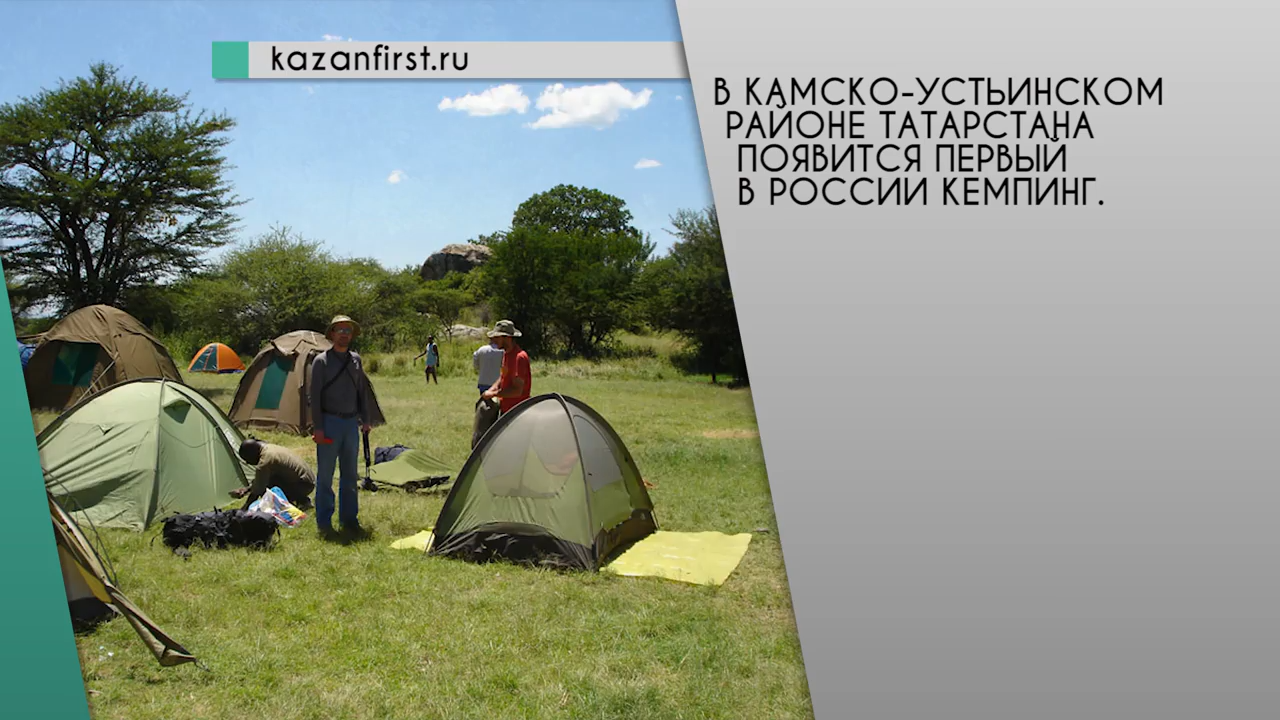 kazanfirst.ru
В КАМСКО-УСТЬИНСКОМ
РАЙОНЕ ТАТАРСТАНА
ПОЯВИТСЯ ПЕРВЫЙ
В РОССИИ КЕМПИНГ.